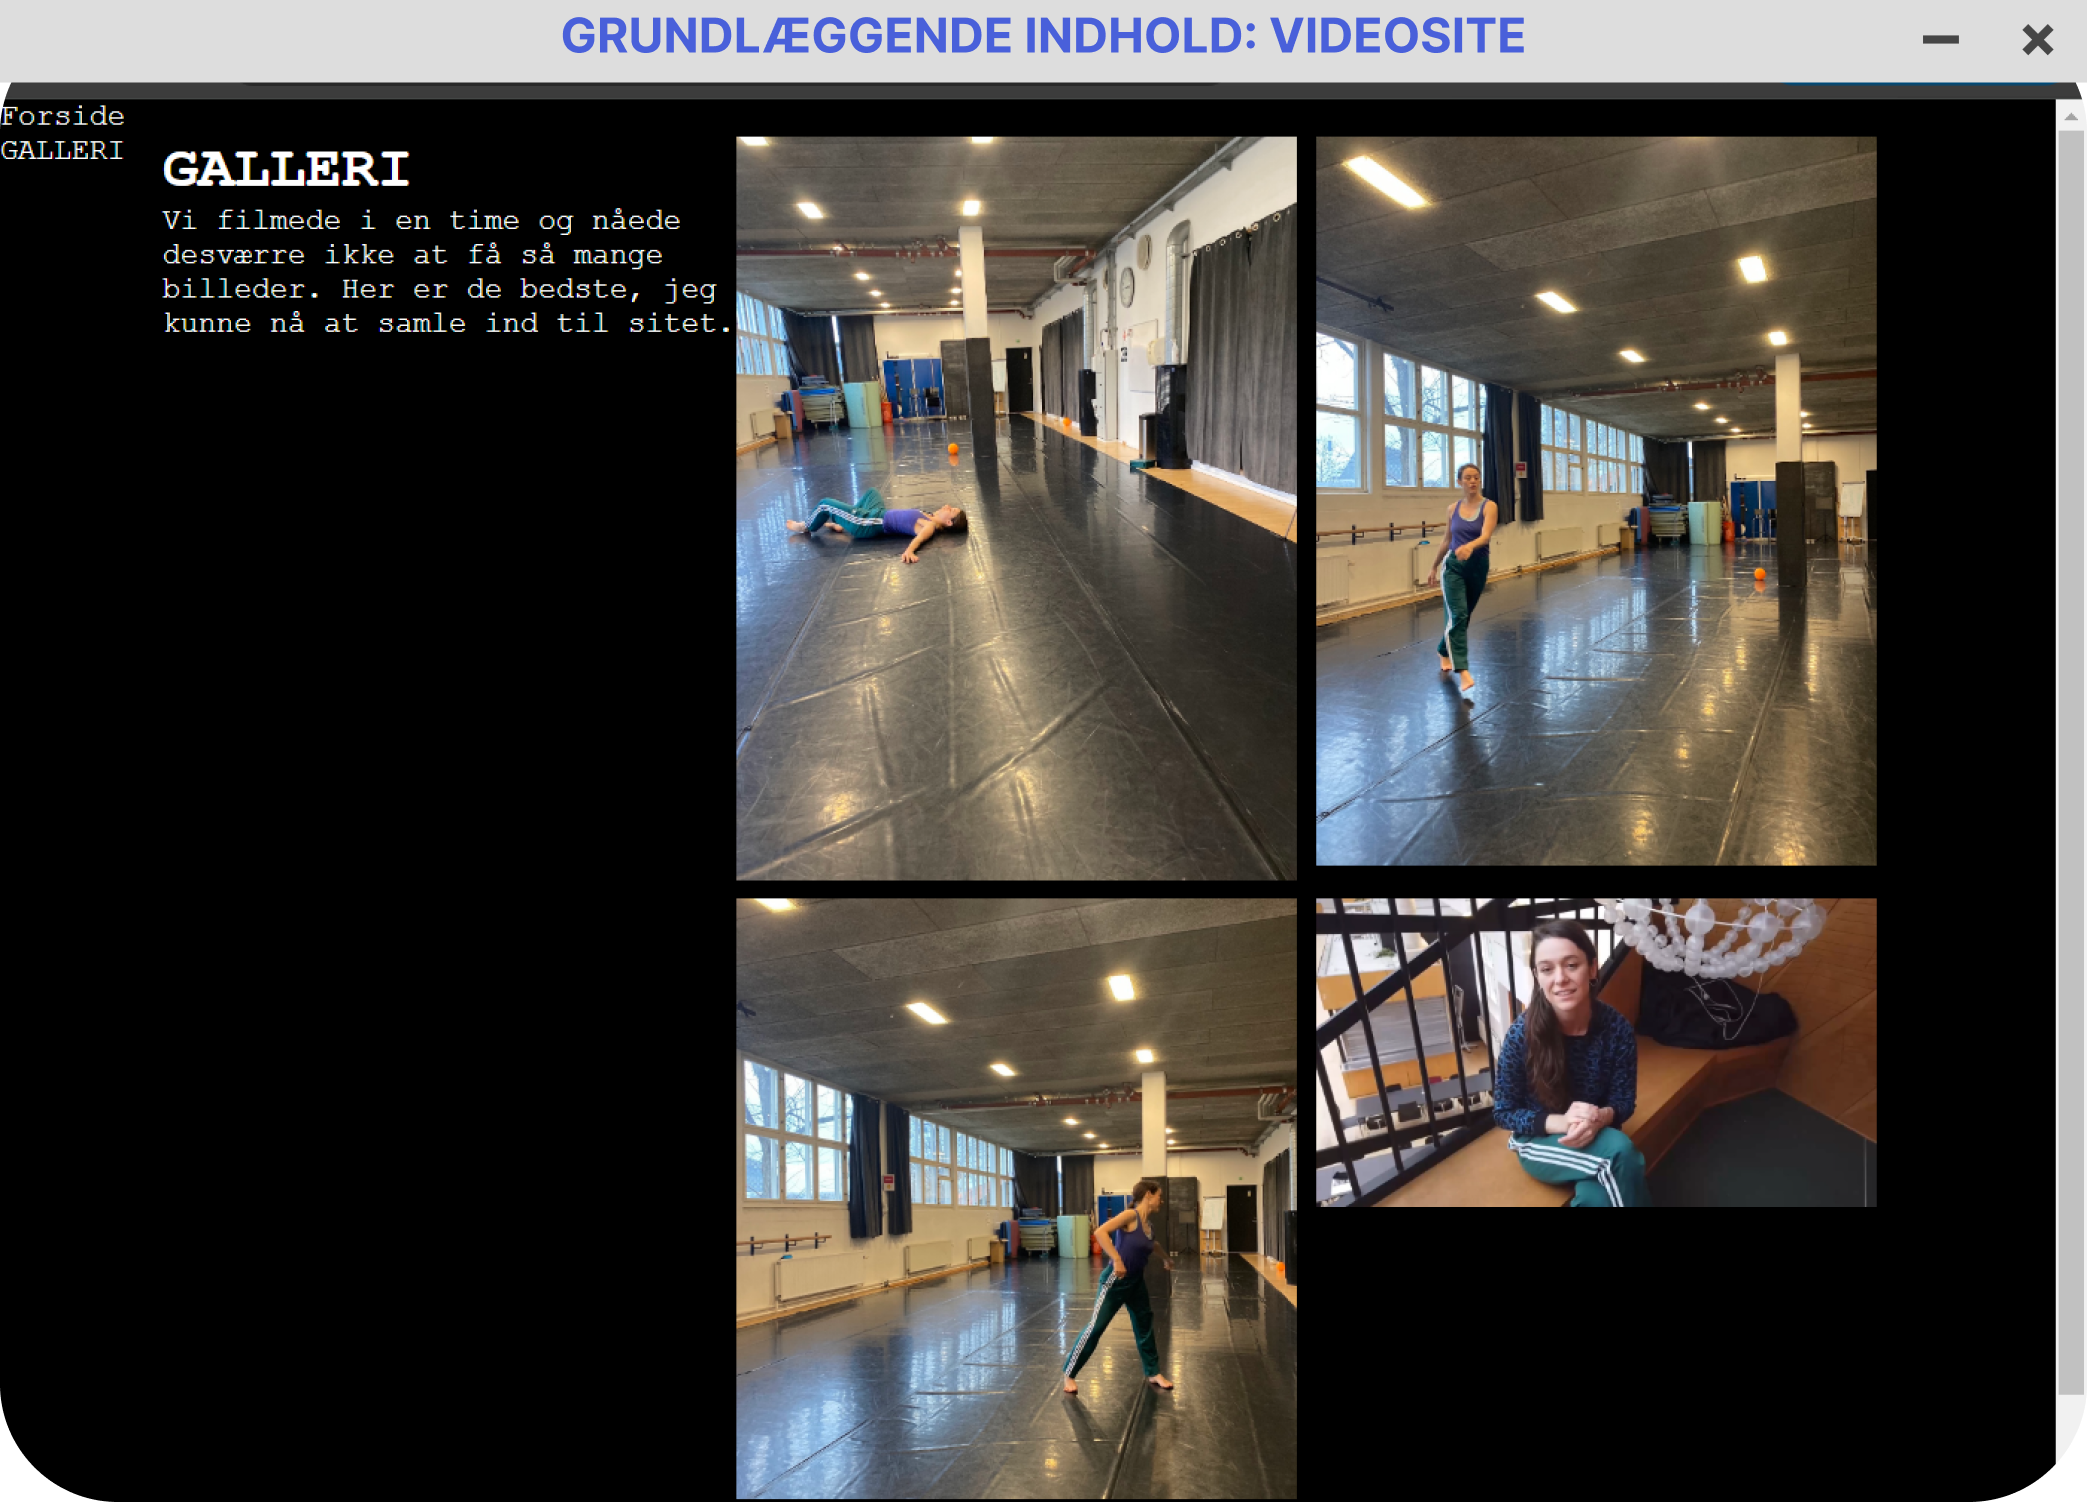 GRUNDLÆGGENDE INDHOLD: VIDEOSITE
Forside
GALLERI
GALLERI
Vi filmede i en time og nåede
desværre ikke at få så mange
billeder. Her er de bedste, jeg
kunne nå at samle ind til sitet.